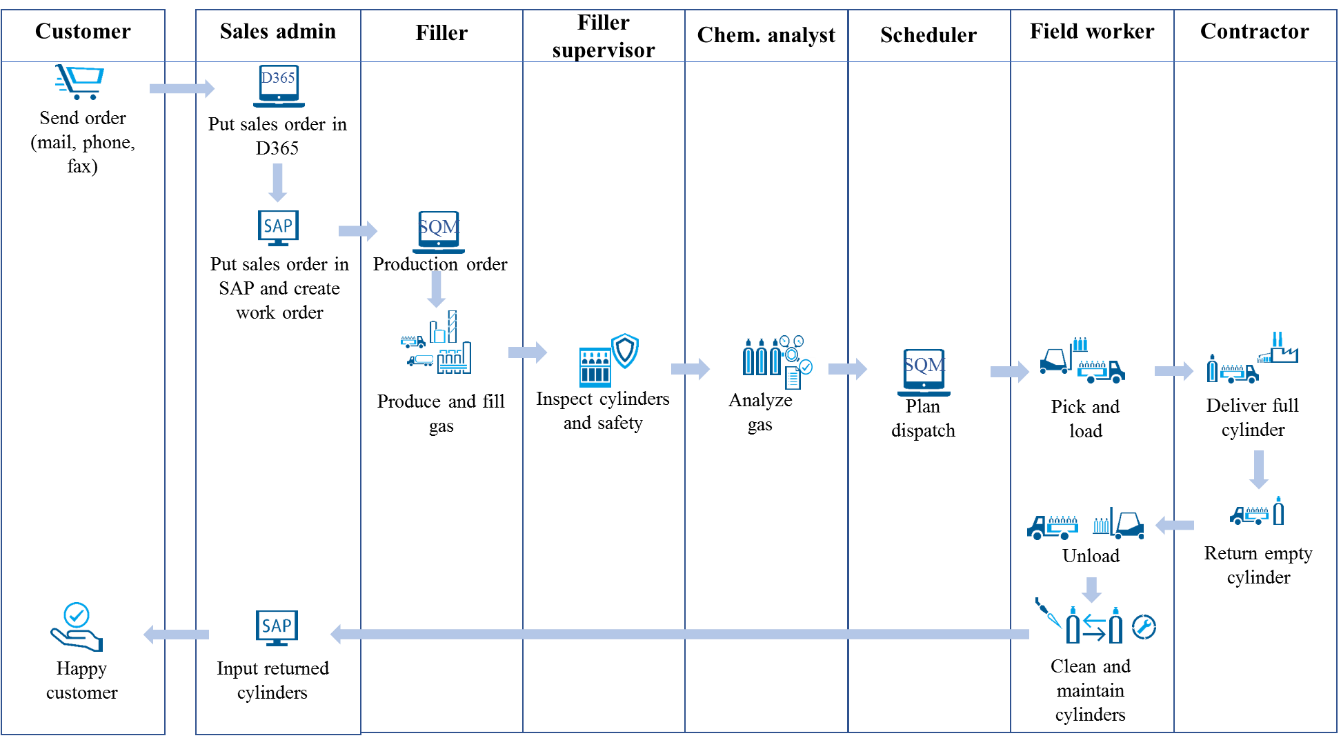 Customer
Sales admin
Filler
Filler
supervisor
Chem. analyst
Scheduler
Field worker
Contractor
Send order
(mail, phone,
fax)
D365
Put sales order in
D365
SAP
Put sales order in
SAP and create
work order
SQM
Production order
Produce and fill
gas
Inspect cylinders
and safety
Analyze
gas
SQM
Plan
dispatch
Pick and
load
Deliver full
cylinder
Return empty
cylinder
Unload
Clean and
maintain
cylinders
SAP
Input returned
cylinders
Happy
customer